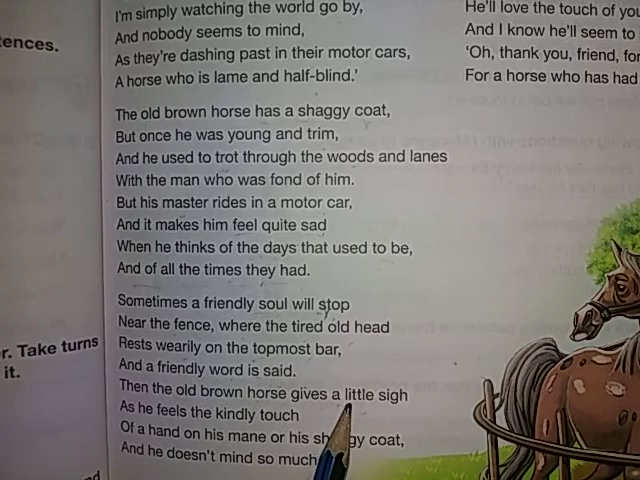 I'm simply watching the world go by,
And nobody seems to mind,
As they're dashing past in their motor cars,
A horse who is lame and half-blind.'
The old brown horse has a shaggy coat,
But once he was young and trim,
And he used to trot through the woods and lanes
With the man who was fond of him.
But his master rides in a motor car,
And it makes him feel quite sad
When he thinks of the days that used to be,
And of all the times they had.
Sometimes a friendly soul will stop
Near the fence, where the tired old head
Rests wearily on the topmost bar,
And a friendly word is said.
Then the old brown horse gives a little sigh
As he feels the kindly touch
Of a hand on his mane or his coat,
And he doesn't mind so much
He'll love the touch of
And I know he'll seem to
'Oh, thank you, friend,
For a horse who has had
Take turns
it.